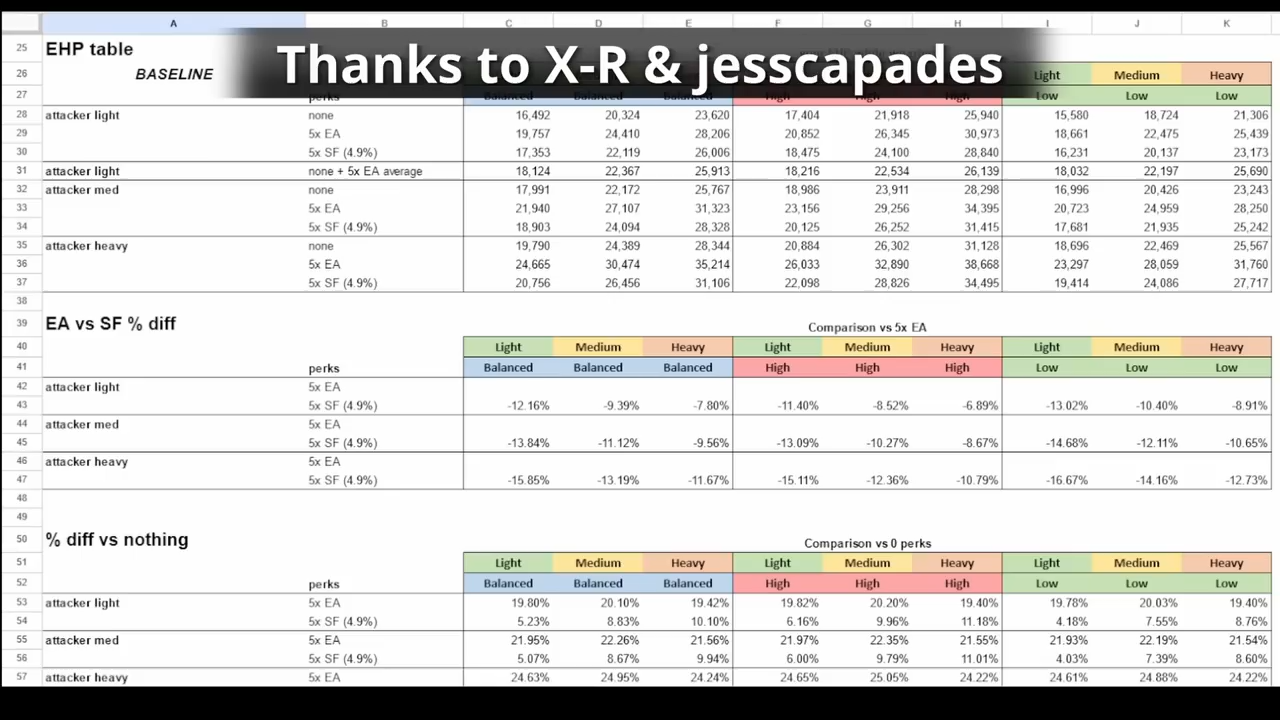 A B C D E F G H I J K
Thanks to X-R & jesscapades
25 EHP table
26 BASELINE Light Medium Heavy
27 perks Balanced Balanced Balanced High High High Low Low Low
28 attacker light none 16,492 20,324 23,620 17,404 21,918 25,940 15,580 18,724 21,306
29 5x EA 19,757 24,410 28,206 20,852 26,345 30,973 18,661 22,475 25,439
30 5x SF (4.9%) 17,353 22,119 26,006 18,475 24,100 28,840 16,231 20,137 23,173
31 attacker light none + 5x EA average 18,124 22,367 25,913 18,216 22,534 26,139 18,032 22,197 25,690
32 attacker med none 17,991 22,172 25,767 18,986 23,911 28,298 16,996 20,426 23,243
33 5x EA 21,940 27,107 31,323 23,156 29,256 34,395 20,723 24,959 28,250
34 5x SF (4.9%) 18,903 24,094 28,328 20,125 26,252 31,415 17,681 21,935 25,242
35 attacker heavy none 19,790 24,389 28,344 20,884 26,302 31,128 18,696 22,469 25,567
36 5x EA 24,665 30,474 35,214 26,033 32,890 38,668 23,297 28,059 31,760
37 5x SF (4.9%) 20,756 26,456 31,106 22,098 28,826 34,495 19,414 24,086 27,717
38
39 EA vs SF % diff Comparison vs 5x EA
40 Light Medium Heavy Light Medium Heavy Light Medium Heavy
41 perks Balanced Balanced Balanced High High High Low Low Low
42 attacker light 5x EA
43 5x SF (4.9%) -12.16% -9.39% -7.80% -11.40% -8.52% -6.89% -13.02% -10.40% -8.91%
44 attacker med 5x EA
45 5x SF (4.9%) -13.84% -11.12% -9.56% -13.09% -10.27% -8.67% -14.68% -12.11% -10.65%
46 attacker heavy 5x EA
47 5x SF (4.9%) -15.85% -13.19% -11.67% -15.11% -12.36% -10.79% -16.67% -14.16% -12.73%
48
49
50 % diff vs nothing Comparison vs 0 perks
51 Light Medium Heavy Light Medium Heavy Light Medium Heavy
52 perks Balanced Balanced Balanced High High High Low Low Low
53 attacker light 5x EA 19.80% 20.10% 19.42% 19.82% 20.20% 19.40% 19.78% 20.03% 19.40%
54 5x SF (4.9%) 5.23% 8.83% 10.10% 6.16% 9.96% 11.18% 4.18% 7.55% 8.76%
55 attacker med 5x EA 21.95% 22.26% 21.56% 21.97% 22.35% 21.55% 21.93% 22.19% 21.54%
56 5x SF (4.9%) 5.07% 8.67% 9.94% 6.00% 9.79% 11.01% 4.03% 7.39% 8.60%
57 attacker heavy 5x EA 24.63% 24.95% 24.24% 24.65% 25.05% 24.22% 24.61% 24.88% 24.22%